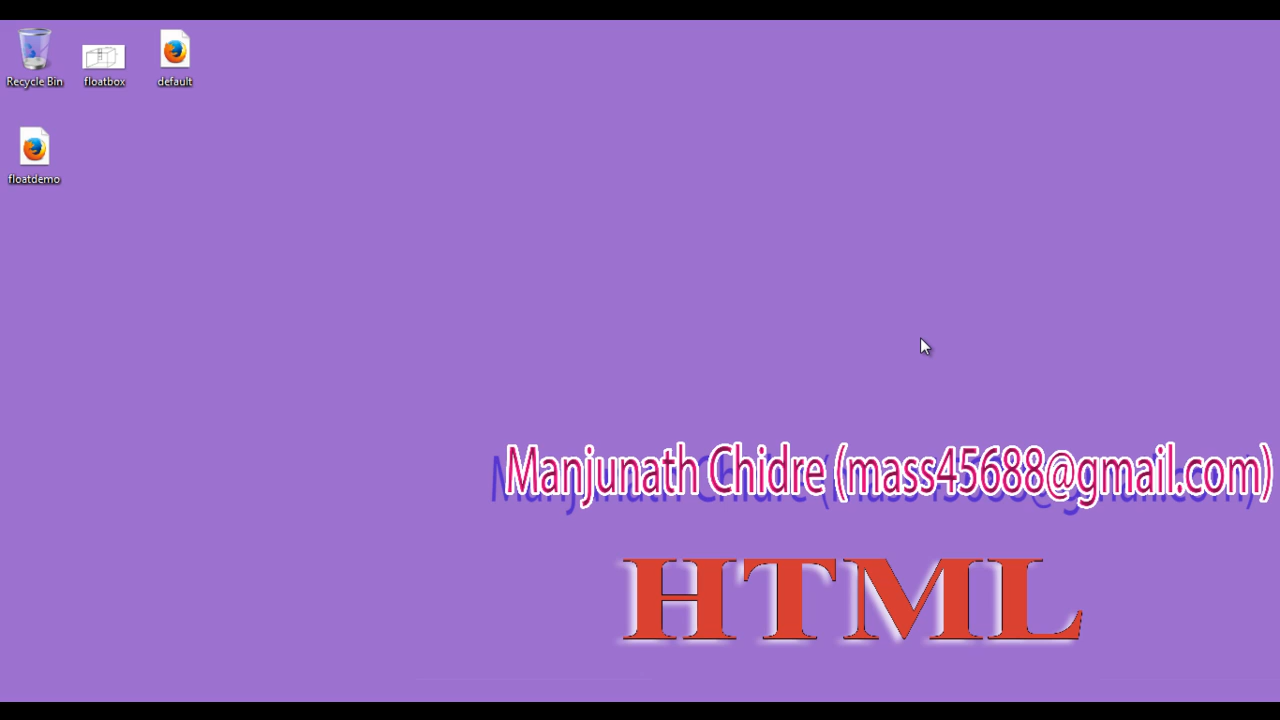 Recycle Bin
floatbox
default
floatdemo
Manjunath Chidre (mass45688@gmail.com)
HTML